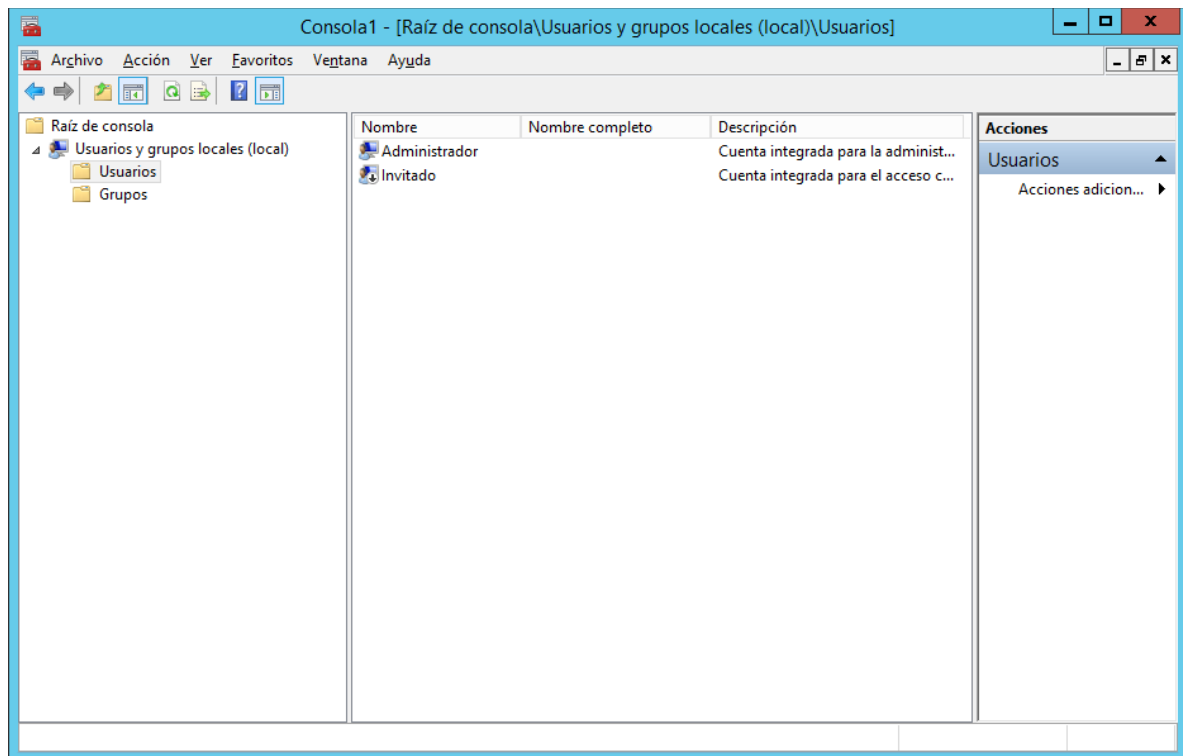 Consola1 - [Raíz de consola\Usuarios y grupos locales (local)\Usuarios]
Archivo Acción Ver Favoritos Ventana Ayuda
Raíz de consola
Usuarios y grupos locales (local)
Usuarios
Grupos
Nombre Nombre completo Descripción
Administrador Cuenta integrada para la administ...
Invitado Cuenta integrada para el acceso c...
Acciones
Usuarios
Acciones adicion...